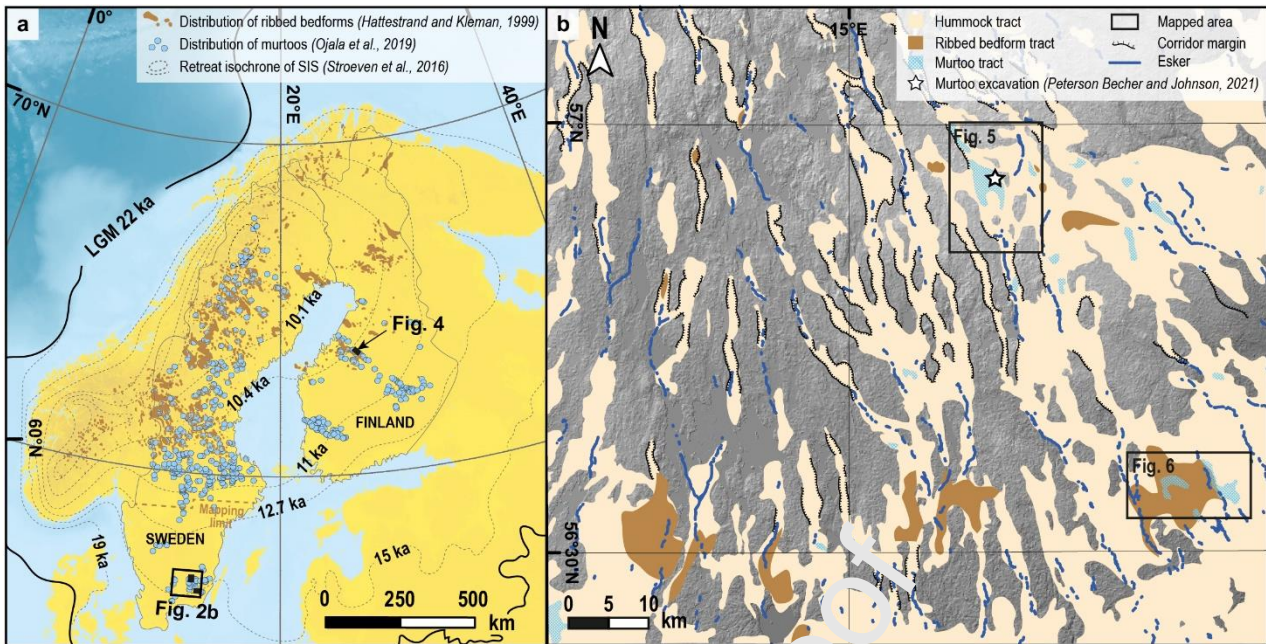 a
0°
Distribution of ribbed bedforms (Hattestrand and Kleman, 1999)
Distribution of murtoos (Ojala et al., 2019)
Retreat isochrone of SIS (Stroeven et al., 2016)
70°N
20°E
40°E
LGM 22 ka
10.1 ka
Fig. 4
10.4 ka
FINLAND
60°N
11 ka
12.7 ka
Mapping
limit
SWEDEN
19 ka
15 ka
Fig. 2b
0 250 500
km
b
N
15°E
Hummock tract
Ribbed bedform tract
Murtoo tract
Murtoo excavation (Peterson Becher and Johnson, 2021)
Mapped area
Corridor margin
Esker
57°N
Fig. 5
Fig. 6
56°30'N
0 5 10
km